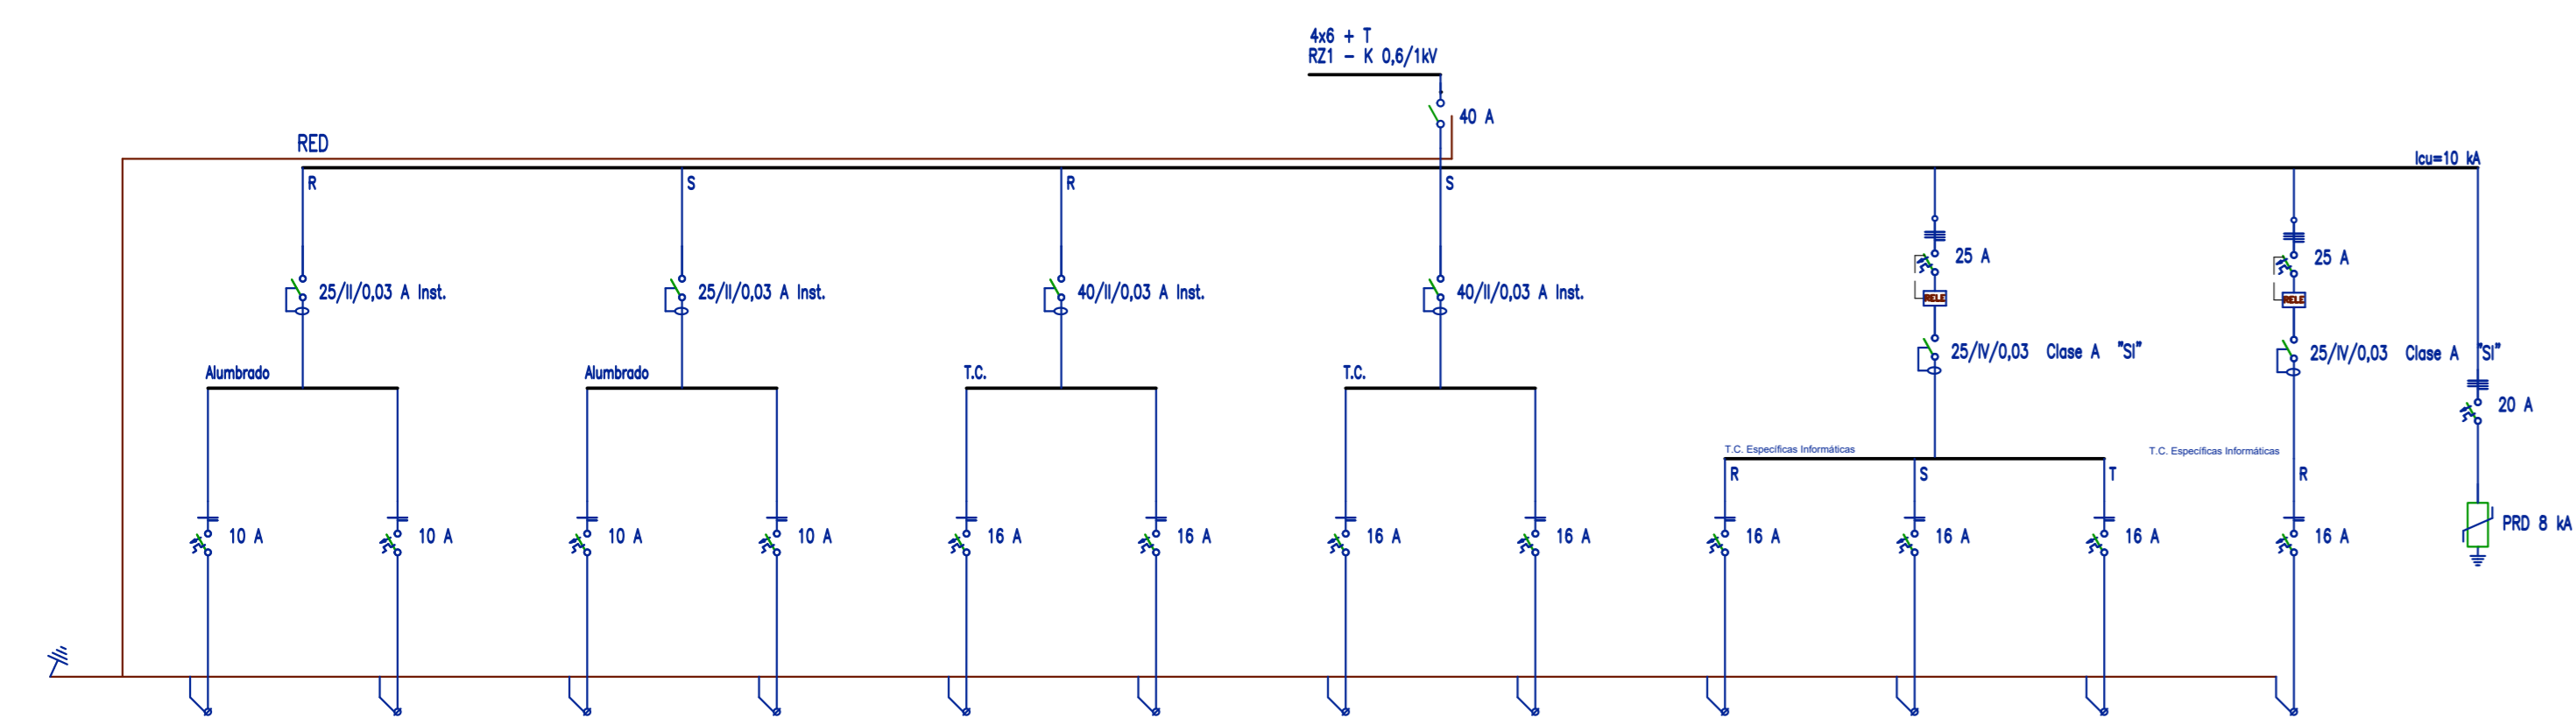 4x6 + T
RZ1 - K 0,6/1kV
40 A
RED
Icu=10 kA
R
S
R
S
25 A
25 A
RELE
RELE
25/II/0,03 A Inst.
25/II/0,03 A Inst.
40/II/0,03 A Inst.
40/II/0,03 A Inst.
25/IV/0,03 Clase A "SI"
25/IV/0,03 Clase A "SI"
Alumbrado
Alumbrado
T.C.
T.C.
20 A
T.C. Específicas Informáticas
T.C. Específicas Informáticas
R
S
T
R
PRD 8 kA
10 A
10 A
10 A
10 A
16 A
16 A
16 A
16 A
16 A
16 A
16 A
16 A